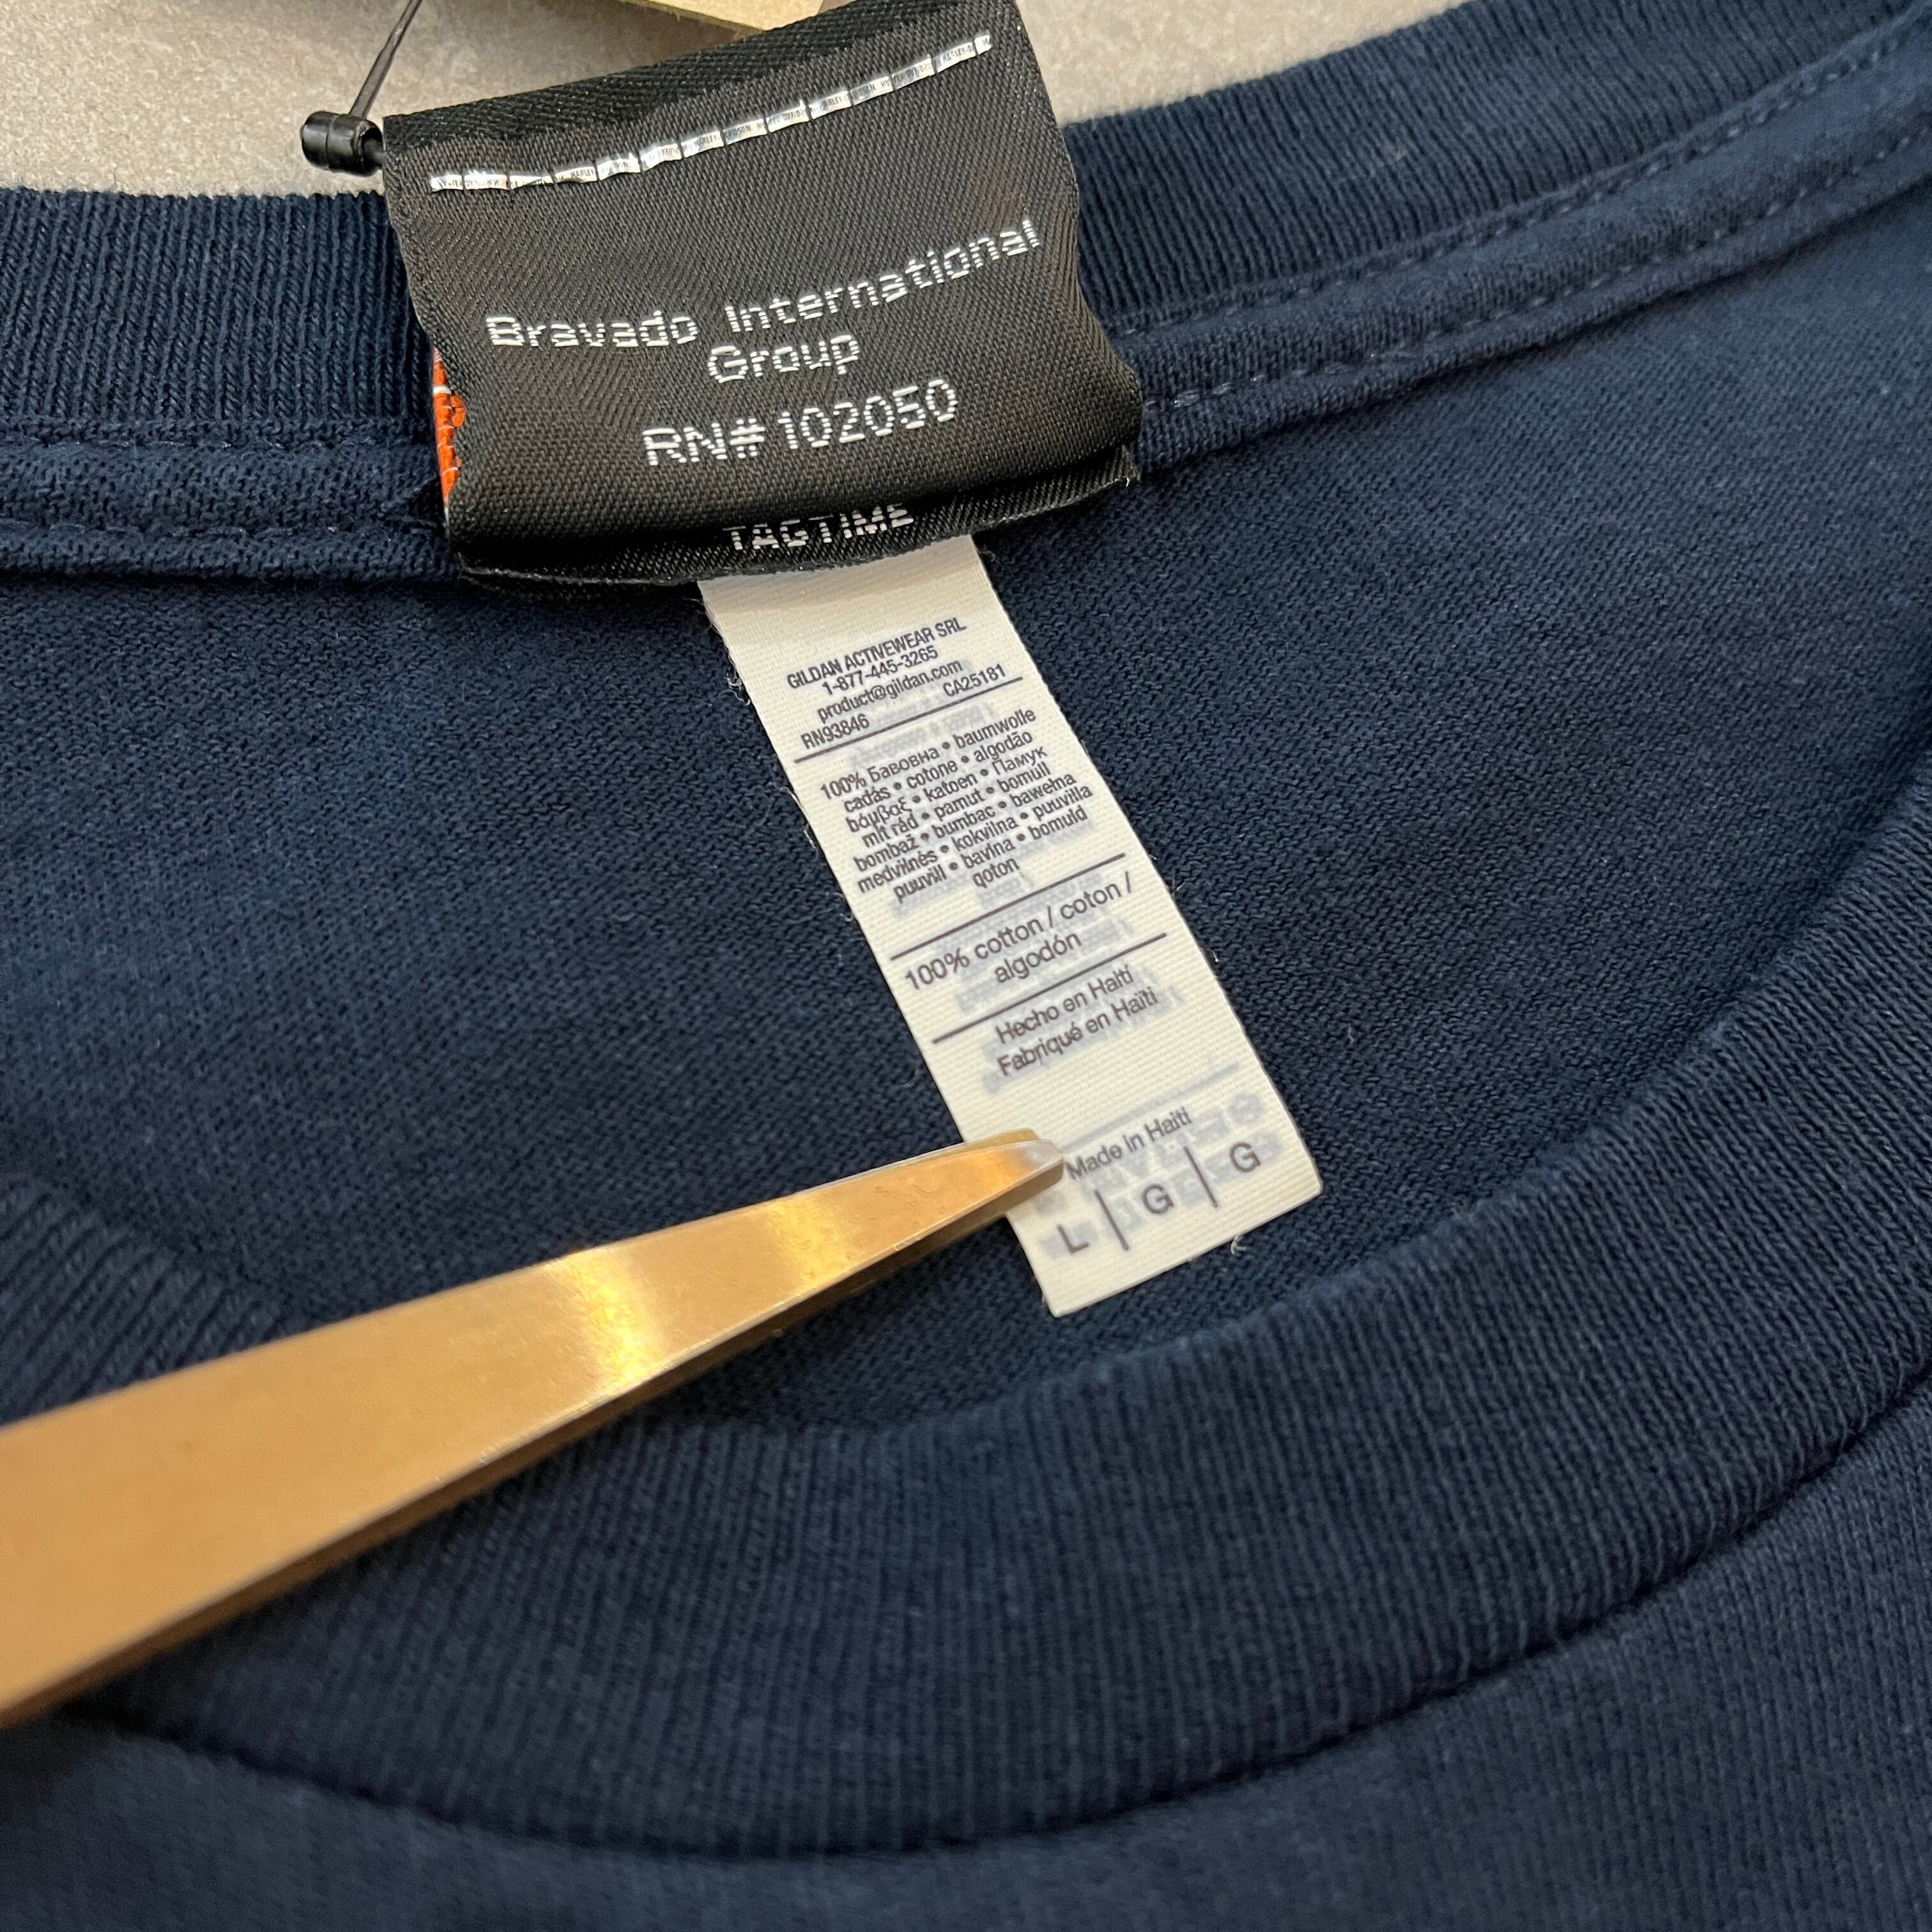 Bravado International
Group
RN# 102050
TAGTIME
GILDAN ACTIVEWEAR SRL
1-877-445-3265
product@gildan.com
RN93846 CA25181
100% Бавовна • baumwolle
cadás • cotone • algodão
βάμβαξ • katoen • Памук
mit rád • pamut • bomull
bombaž • bumbac • bawełna
medvilnės • kokvilna • puuvilla
puuvill • bavlna • bomuld
qoton
100% cotton / coton /
algodón
Hecho en Haití
Fabriqué en Haïti
Made in Haiti
L | G | G